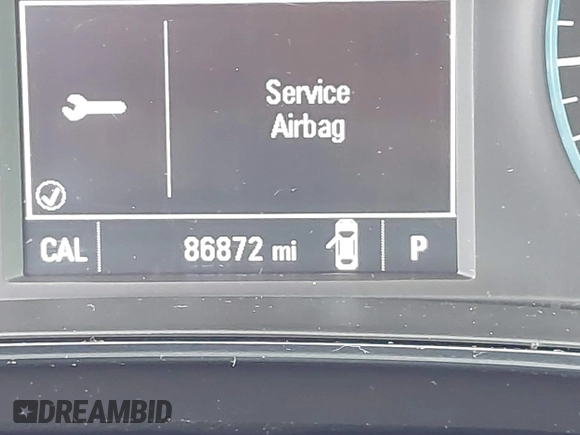 Service
Airbag
CAL 86872 mi P
DREAMBID